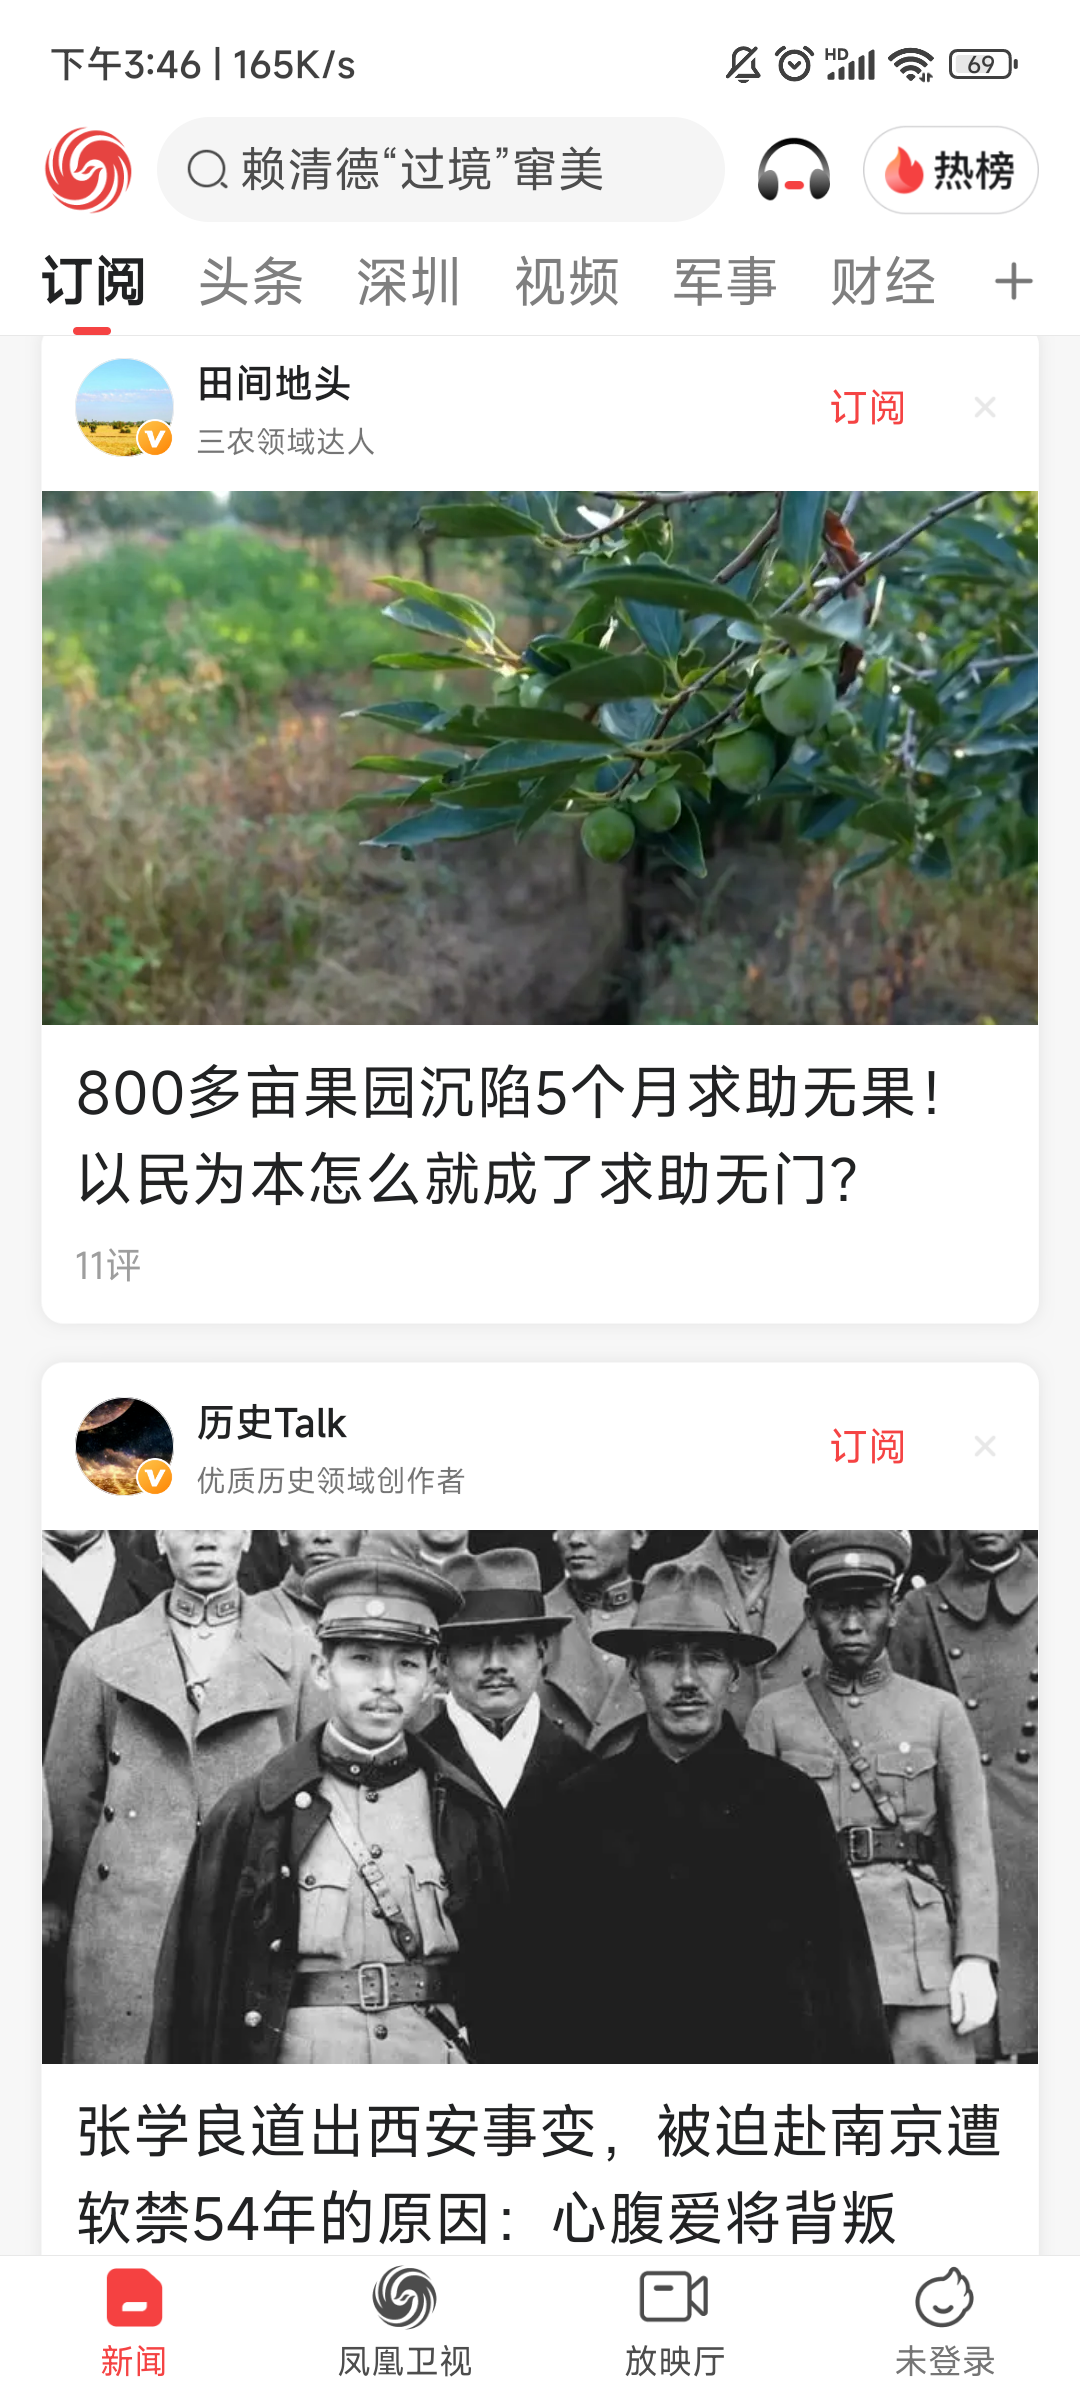 下午3:46 | 165K/s
HD
69
赖清德“过境”窜美
热榜
订阅 头条 深圳 视频 军事 财经
田间地头
三农领域达人
订阅
800多亩果园沉陷5个月求助无果！
以民为本怎么就成了求助无门？
11评
历史Talk
优质历史领域创作者
订阅
张学良道出西安事变，被迫赴南京遭
软禁54年的原因：心腹爱将背叛
新闻 凤凰卫视 放映厅 未登录